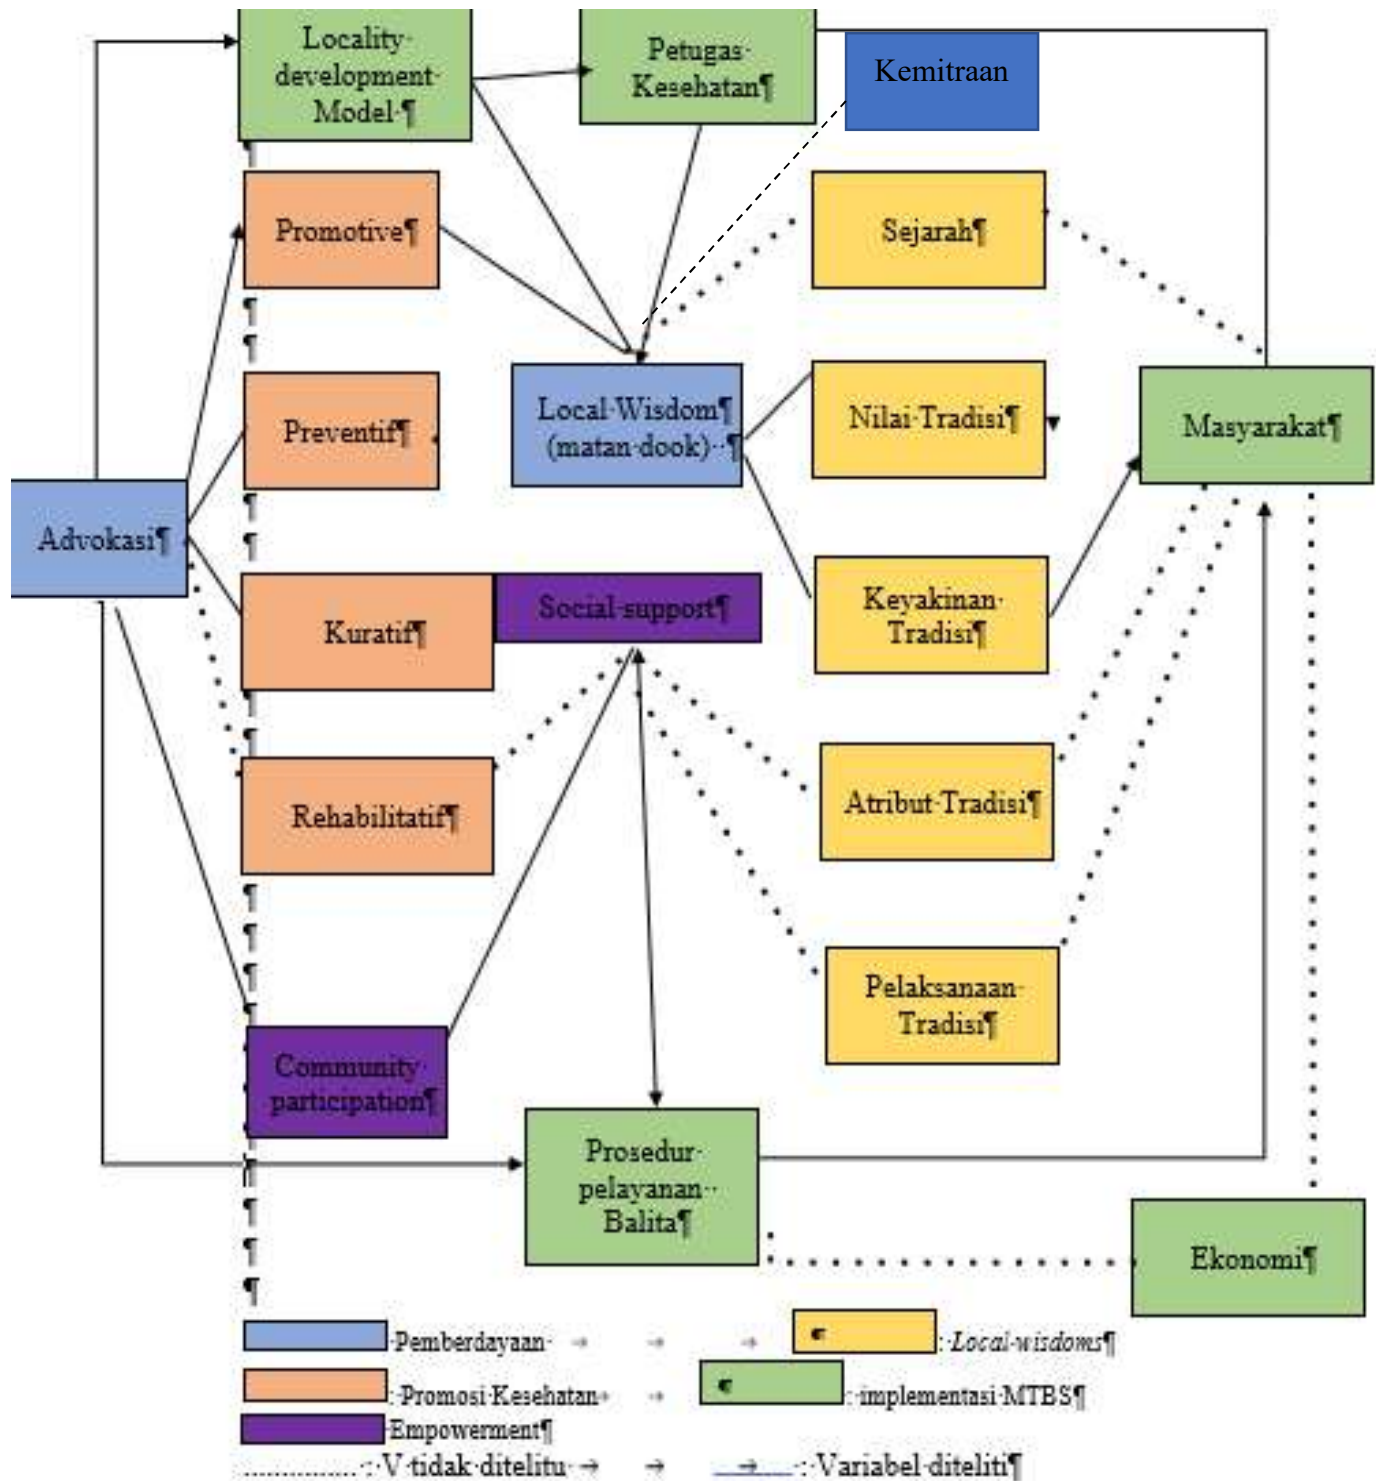 Locality
development
Model ¶
Petugas
Kesehatan¶
Kemitraan
Promotive¶
Sejarah¶
Preventif¶
Local Wisdom¶
(matan dook) ¶
Nilai Tradisi¶
Masyarakat¶
Advokasi¶
Kuratif¶
Social support¶
Keyakinan
Tradisi¶
Rehabilitatif¶
Atribut Tradisi¶
Pelaksanaan
Tradisi¶
Community
participation¶
Prosedur
pelayanan
Balita¶
Ekonomi¶
Pemberdayaan → → → ¶ : Local wisdoms¶
: Promosi Kesehatan→ → ¶ : implementasi MTBS¶
Empowerment¶
................ : V tidak ditelitu → → → : Variabel diteliti¶